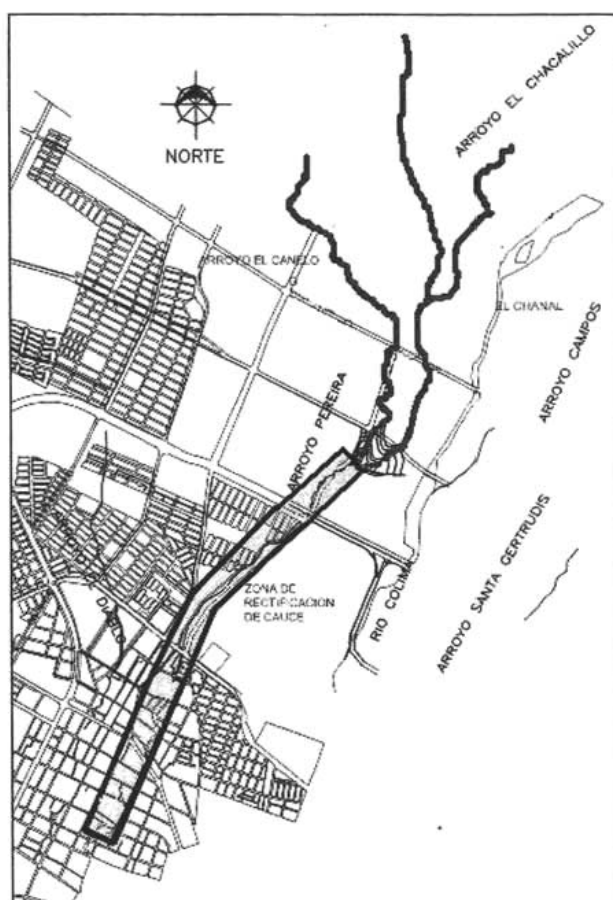 ARROYO EL CHACALILLO
NORTE
ARROYO EL CANELO
EL CHANAL
ARROYO CAMPOS
ARROYO PEREIRA
ZONA DE
RECTIFICACION
DE CAUCE
RIO COLIMA
ARROYO SANTA GERTRUDIS